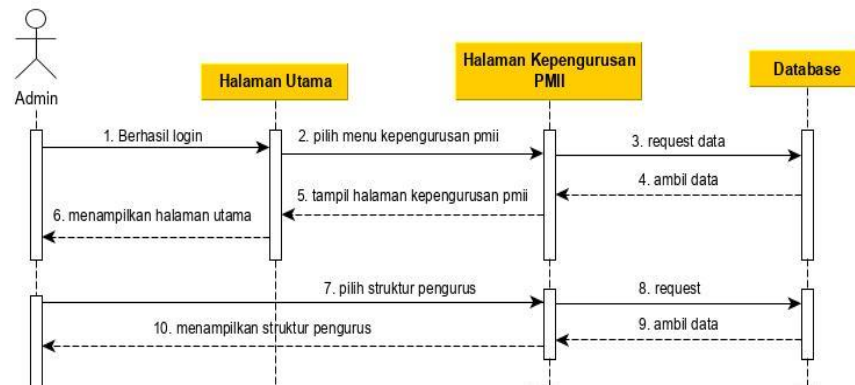 Admin
Halaman Utama
Halaman Kepengurusan
PMII
Database
1. Berhasil login
2. pilih menu kepengurusan pmii
3. request data
4. ambil data
5. tampil halaman kepengurusan pmii
6. menampilkan halaman utama
7. pilih struktur pengurus
8. request
9. ambil data
10. menampilkan struktur pengurus